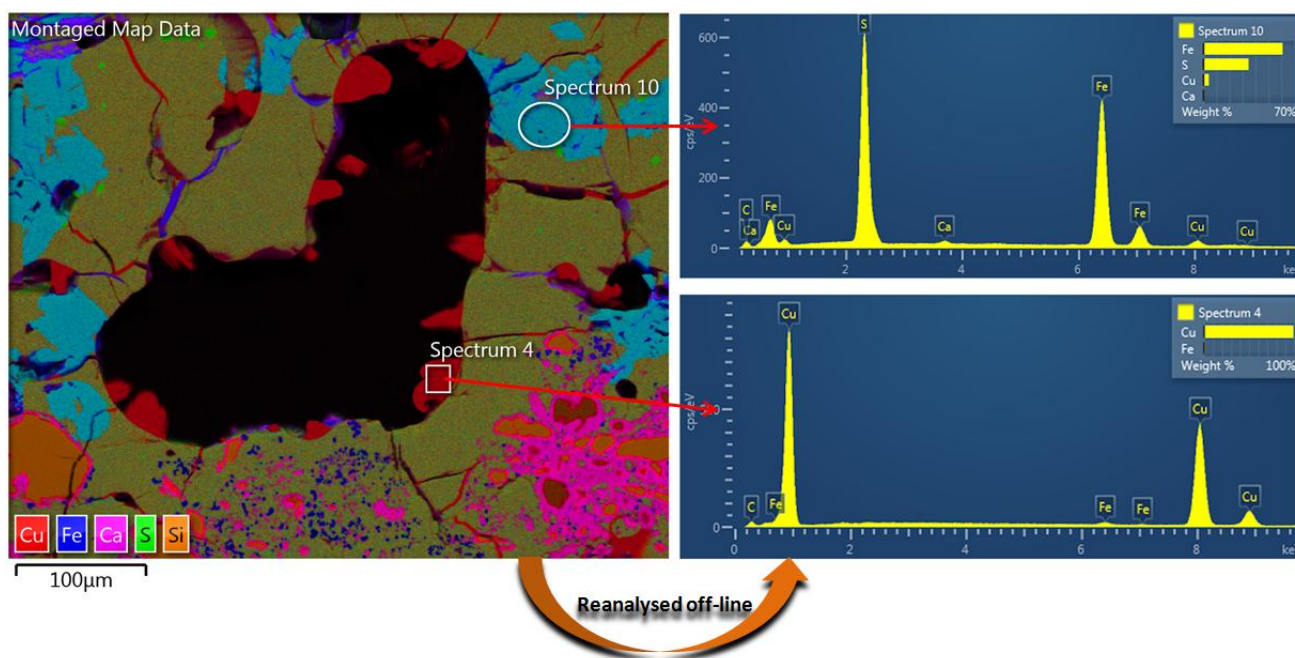 Montaged Map Data
Spectrum 10
Spectrum 4
Cu Fe Ca S Si
100µm
600
400
200
0
cps/eV
S
Fe
Fe
C
Ca
Fe
Cu
Ca
Cu
Cu
2 4 6 8 ke
Spectrum 10
Fe
S
Cu
Ca
Weight % 70%
cps/eV
0
Cu
Cu
C
Fe
Fe
Fe
Cu
0 2 4 6 8 ke
Spectrum 4
Cu
Fe
Weight % 100%
Reanalysed off-line